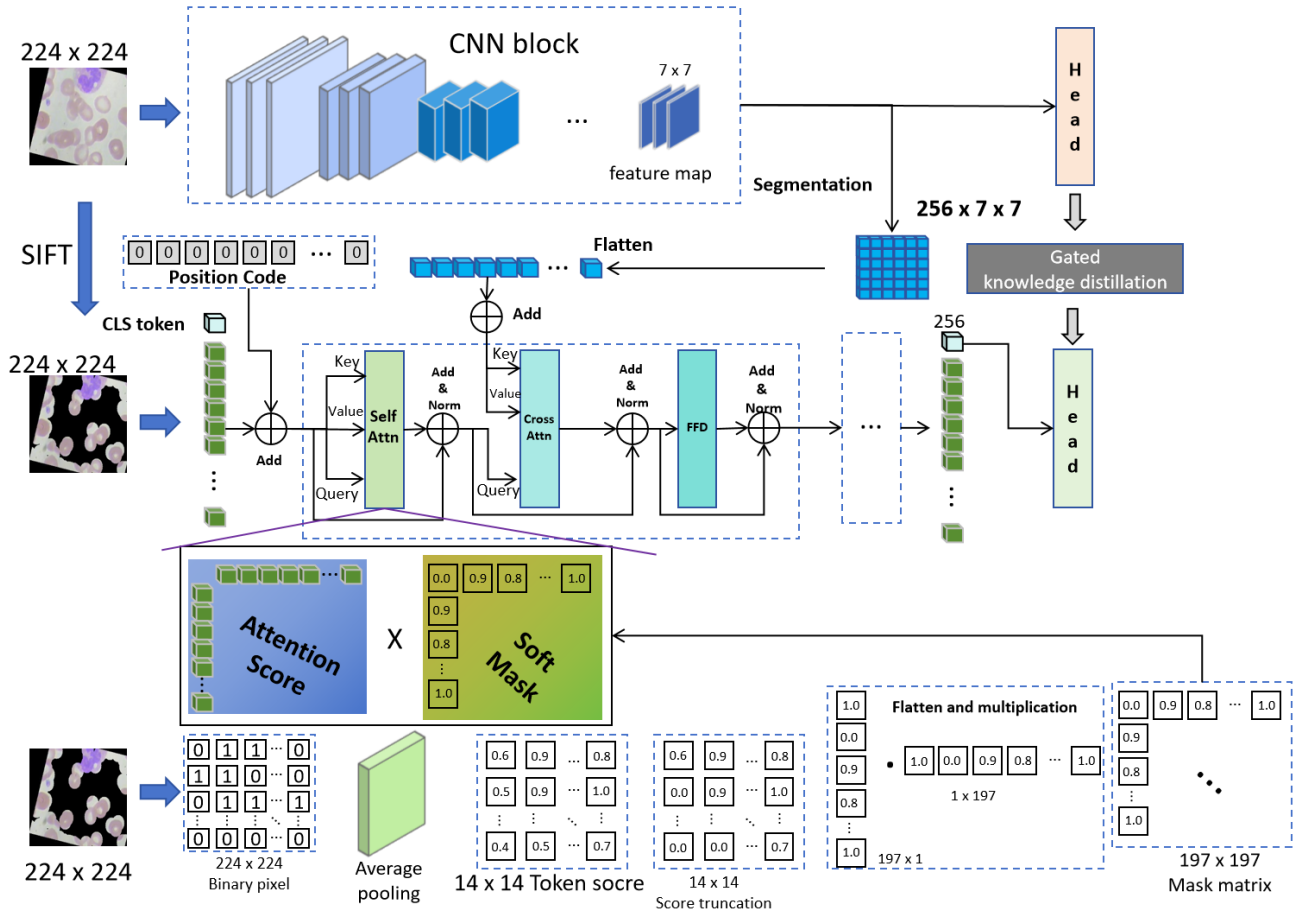 224 x 224
CNN block
7 x 7
...
feature map
H
e
a
d
Segmentation
256 x 7 x 7
SIFT
0 0 0 0 0 0 ... 0
Position Code
Flatten
...
Add
Gated
knowledge distillation
CLS token
224 x 224
Add
Key
Value
Query
Self
Attn
Add
&
Norm
Key
Value
Query
Cross
Attn
Add
&
Norm
FFD
Add
&
Norm
...
256
H
e
a
d
Attention
Score
X
0.0 0.9 0.8 ... 1.0
0.9
0.8
...
1.0
Soft
Mask
224 x 224
0 1 1 ... 0
1 1 0 ... 0
0 1 1 ... 1
0 0 0 ... 0
224 x 224
Binary pixel
Average
pooling
0.6 0.9 ... 0.8
0.5 0.9 ... 1.0
0.4 0.5 ... 0.7
14 x 14 Token socre
0.6 0.9 ... 0.8
0.0 0.9 ... 1.0
0.0 0.0 ... 0.7
14 x 14
Score truncation
Flatten and multiplication
1.0
0.0
0.9
0.8
...
1.0
197 x 1
1.0 0.0 0.9 0.8 ... 1.0
1 x 197
0.0 0.9 0.8 ... 1.0
0.9
0.8
...
1.0
197 x 197
Mask matrix